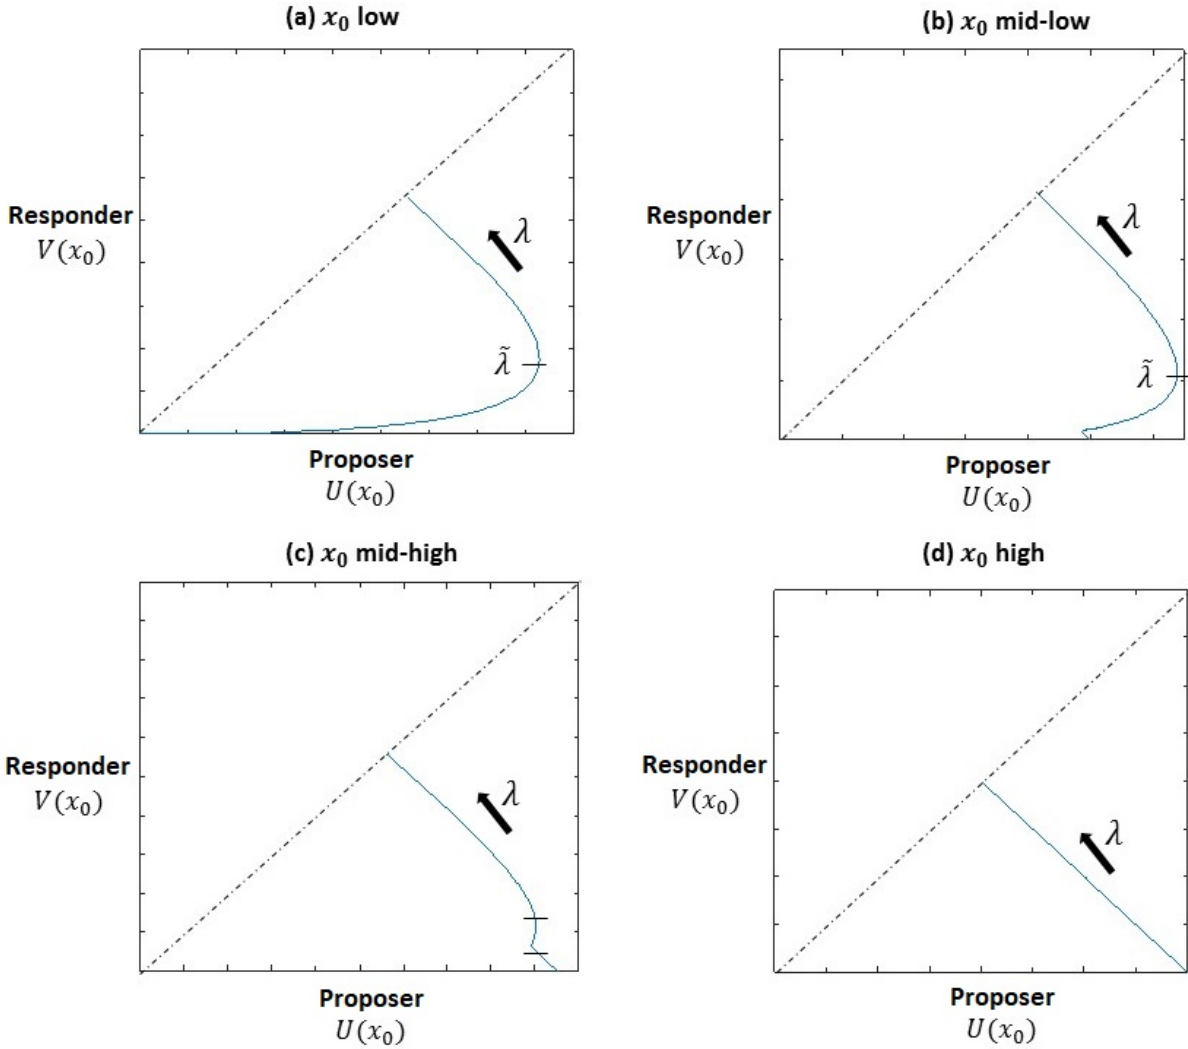 (a) x₀ low
Responder
V(x₀)
λ
λ̃
Proposer
U(x₀)
(b) x₀ mid-low
Responder
V(x₀)
λ
λ̃
Proposer
U(x₀)
(c) x₀ mid-high
Responder
V(x₀)
λ
Proposer
U(x₀)
(d) x₀ high
Responder
V(x₀)
λ
Proposer
U(x₀)